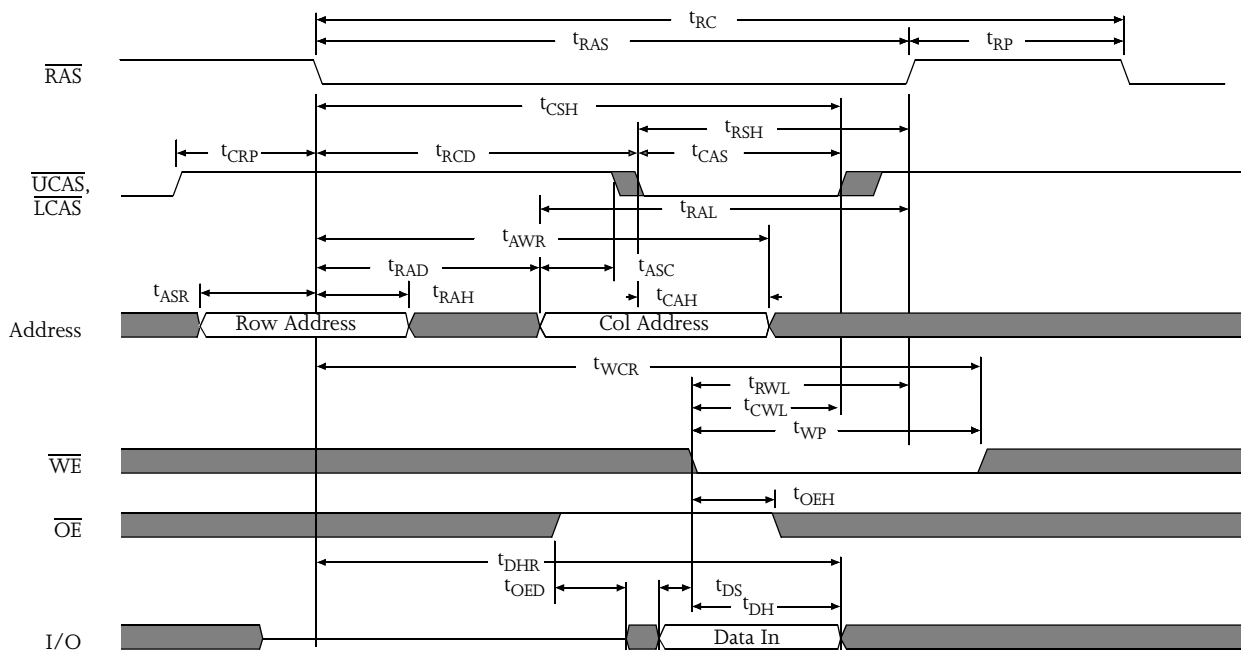 tRC
tRAS
tRP
RAS
tCSH
tRSH
tCRP
tRCD
tCAS
UCAS,
LCAS
tRAL
tAWR
tRAD
tASC
tASR
tRAH
tCAH
Address
Row Address
Col Address
tWCR
tRWL
tCWL
tWP
WE
tOEH
OE
tDHR
tOED
tDS
tDH
I/O
Data In